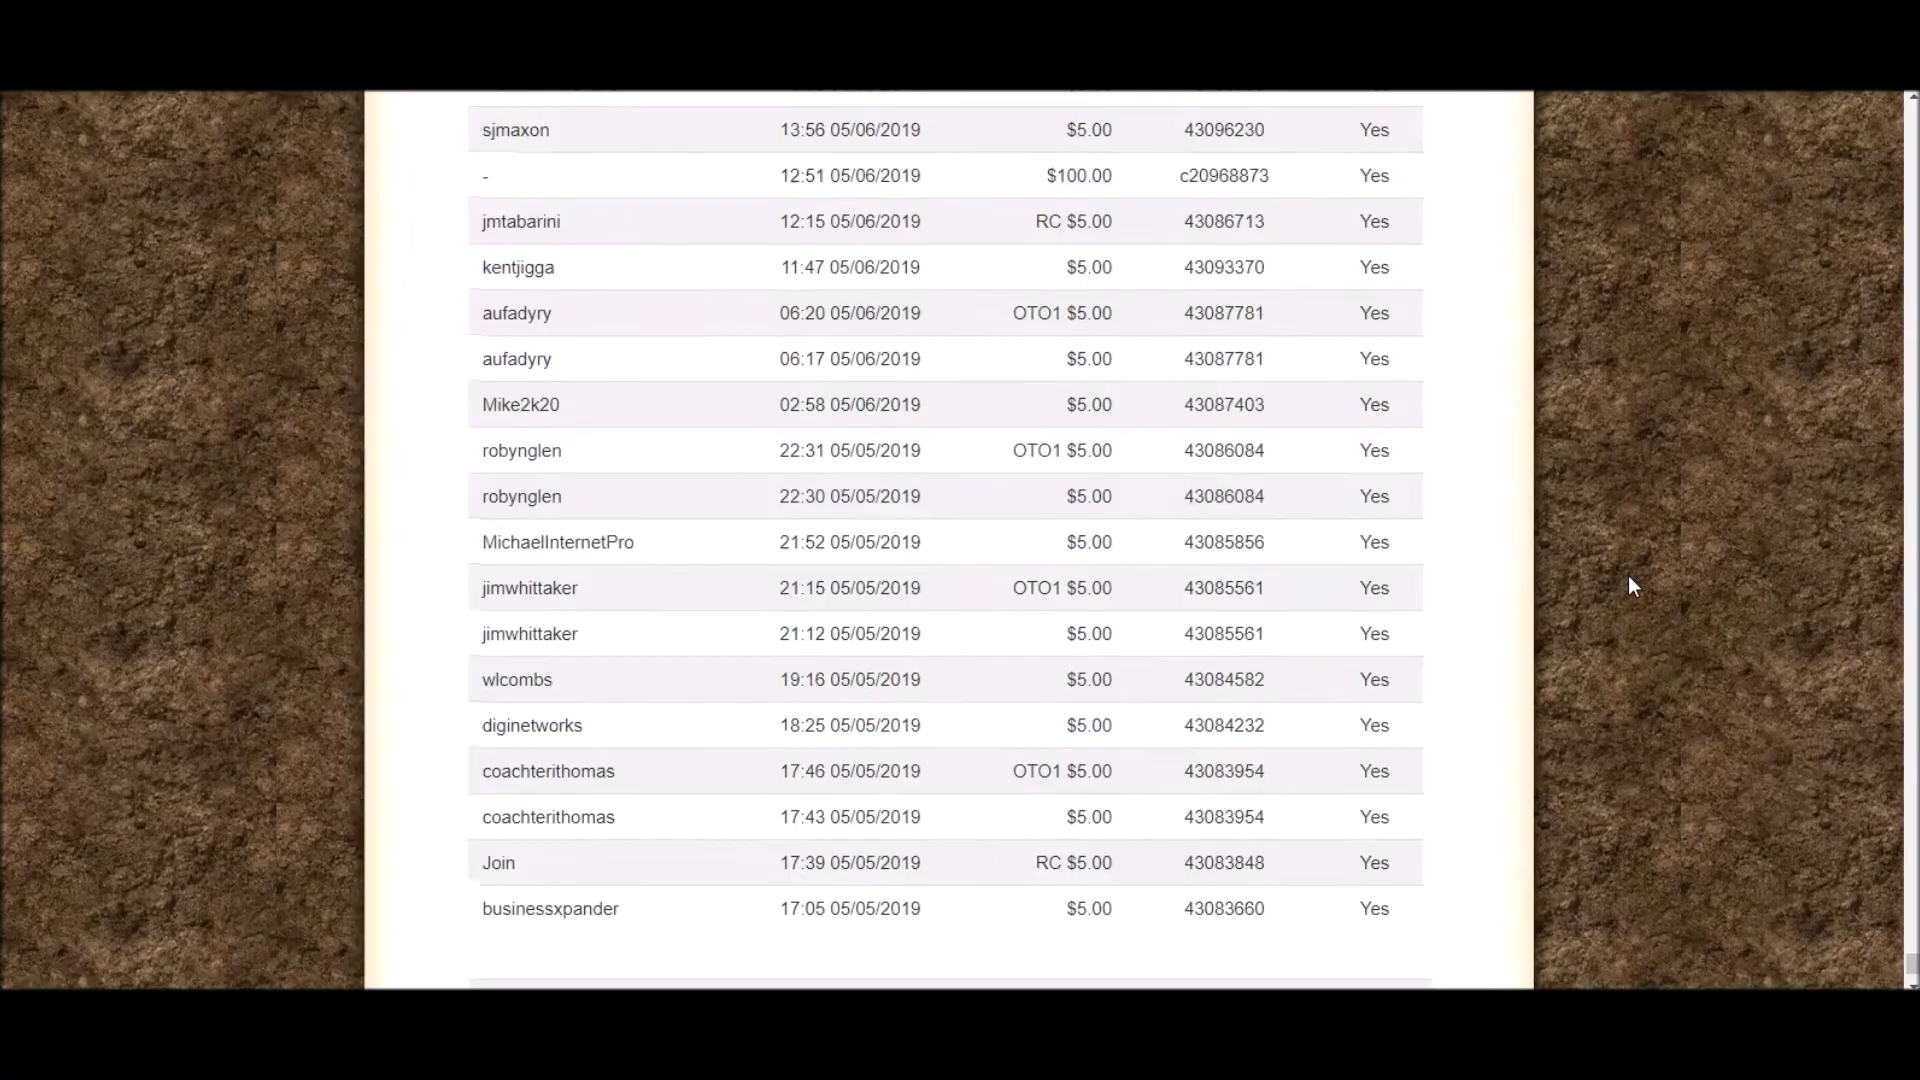 sjmaxon 13:56 05/06/2019 $5.00 43096230 Yes
- 12:51 05/06/2019 $100.00 c20968873 Yes
jmtabarini 12:15 05/06/2019 RC $5.00 43086713 Yes
kentjigga 11:47 05/06/2019 $5.00 43093370 Yes
aufadyry 06:20 05/06/2019 OTO1 $5.00 43087781 Yes
aufadyry 06:17 05/06/2019 $5.00 43087781 Yes
Mike2k20 02:58 05/06/2019 $5.00 43087403 Yes
robynglen 22:31 05/05/2019 OTO1 $5.00 43086084 Yes
robynglen 22:30 05/05/2019 $5.00 43086084 Yes
MichaelInternetPro 21:52 05/05/2019 $5.00 43085856 Yes
jimwhittaker 21:15 05/05/2019 OTO1 $5.00 43085561 Yes
jimwhittaker 21:12 05/05/2019 $5.00 43085561 Yes
wlcombs 19:16 05/05/2019 $5.00 43084582 Yes
diginetworks 18:25 05/05/2019 $5.00 43084232 Yes
coachterithomas 17:46 05/05/2019 OTO1 $5.00 43083954 Yes
coachterithomas 17:43 05/05/2019 $5.00 43083954 Yes
Join 17:39 05/05/2019 RC $5.00 43083848 Yes
businessxpander 17:05 05/05/2019 $5.00 43083660 Yes